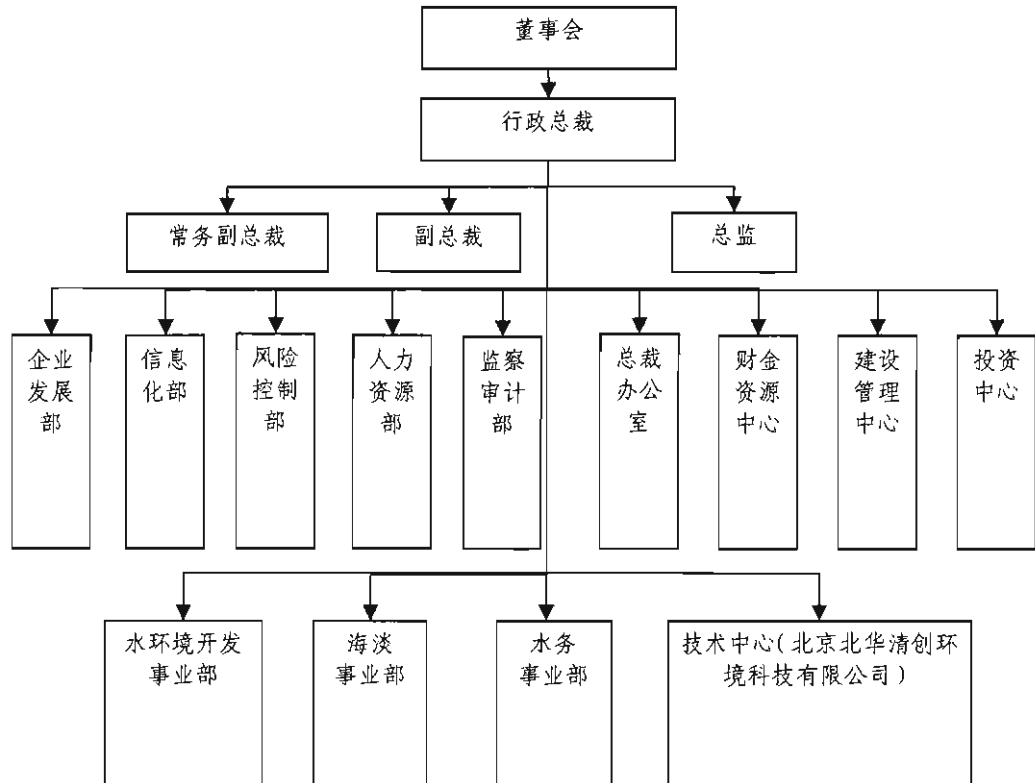 董事会
行政总裁
常务副总裁
副总裁
总监
企业
发展
部
信息
化部
风险
控制
部
人力
资源
部
监察
审计
部
总裁
办公
室
财金
资源
中心
建设
管理
中心
投资
中心
水环境开发
事业部
海淡
事业部
水务
事业部
技术中心(北京北华清创环
境科技有限公司)